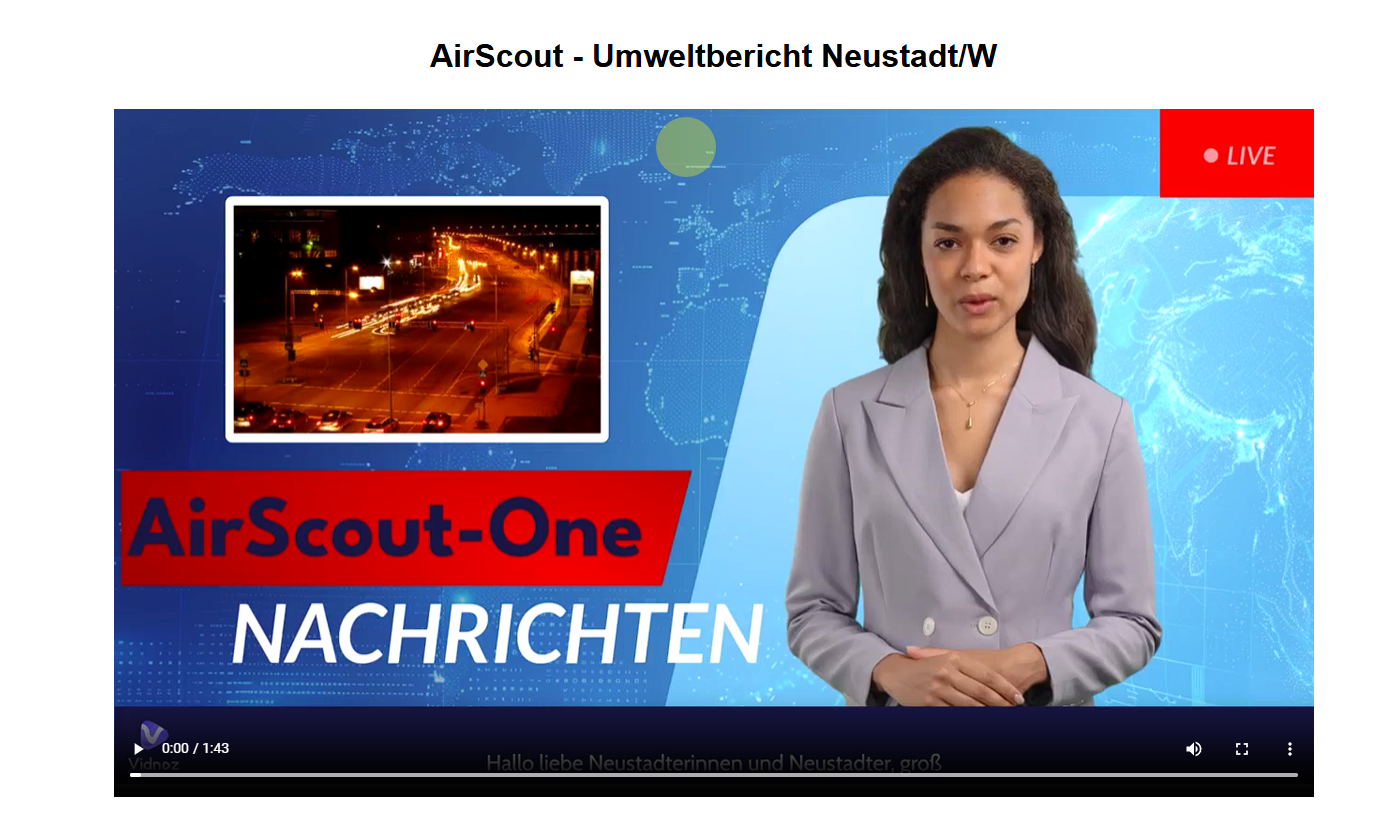 AirScout - Umweltbericht Neustadt/W
LIVE
AirScout-One
NACHRICHTEN
0:00 / 1:43
Vidnoz
Hallo liebe Neustadterinnen und Neustadter, groß